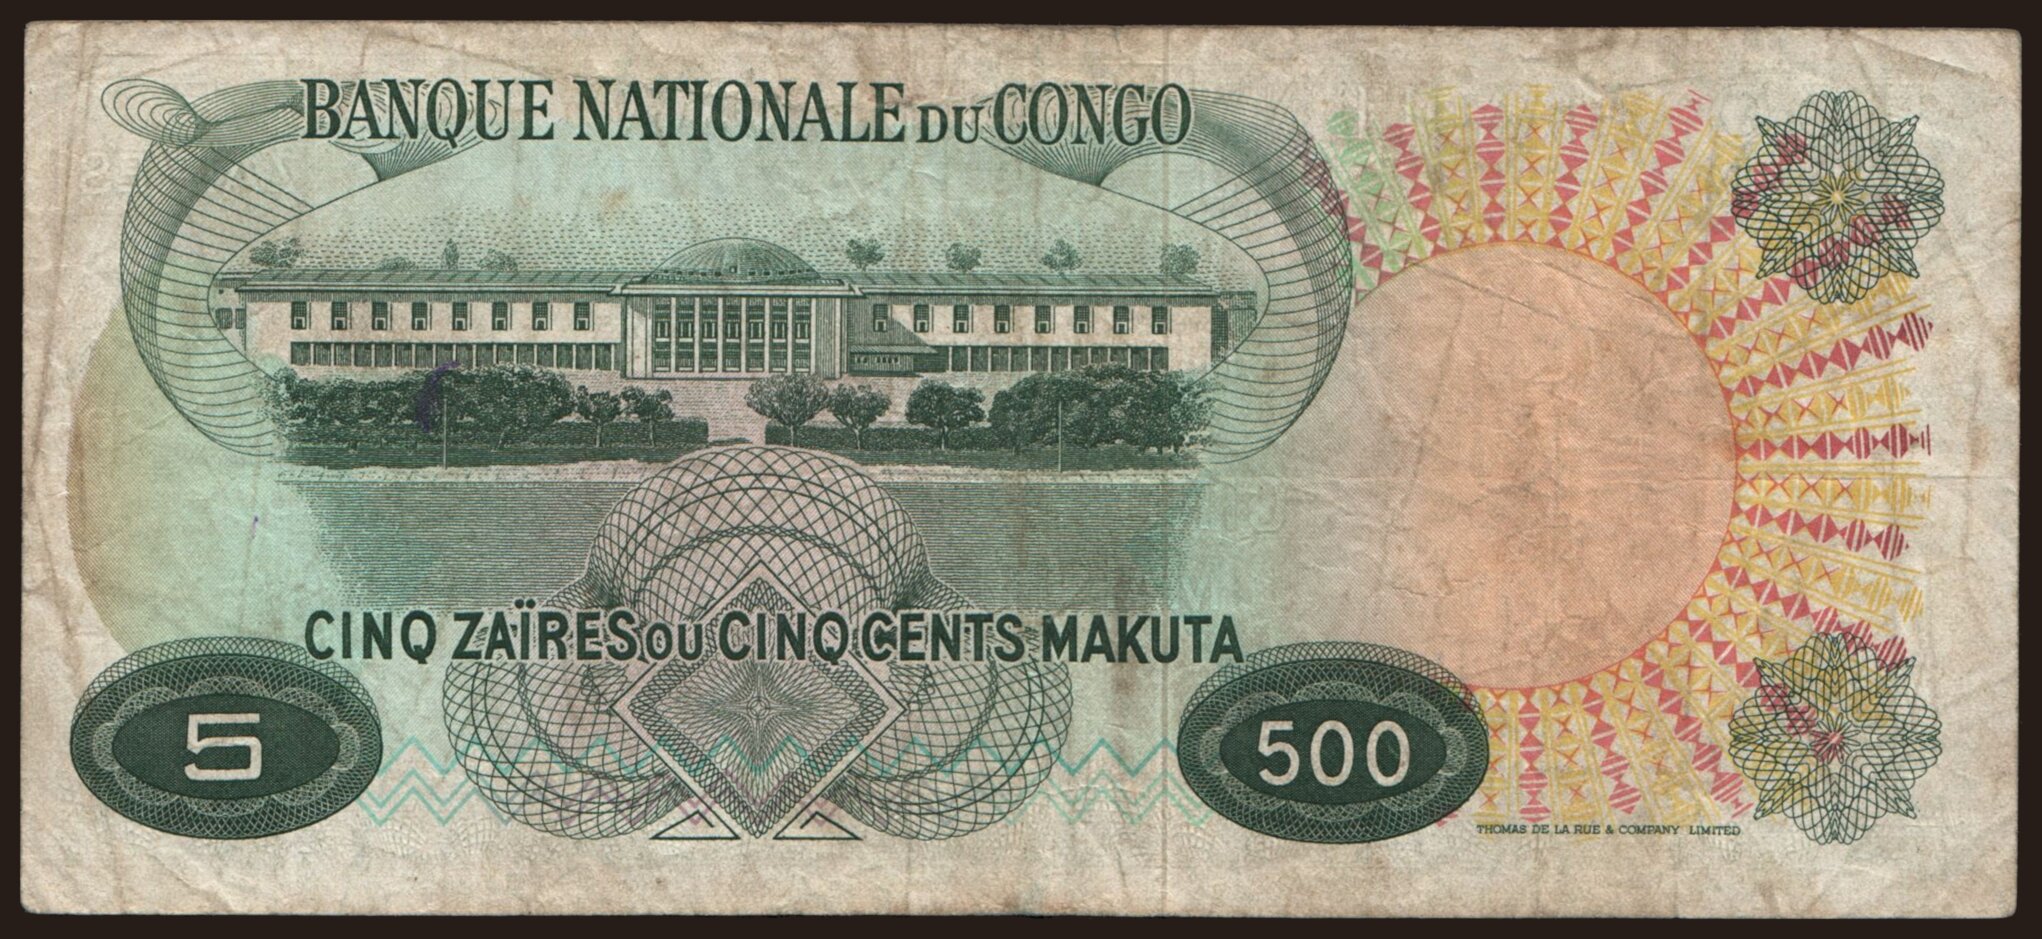 BANQUE NATIONALE DU CONGO
CINQ ZAÏRES OU CINQ CENTS MAKUTA
5
500
THOMAS DE LA RUE & COMPANY LIMITED